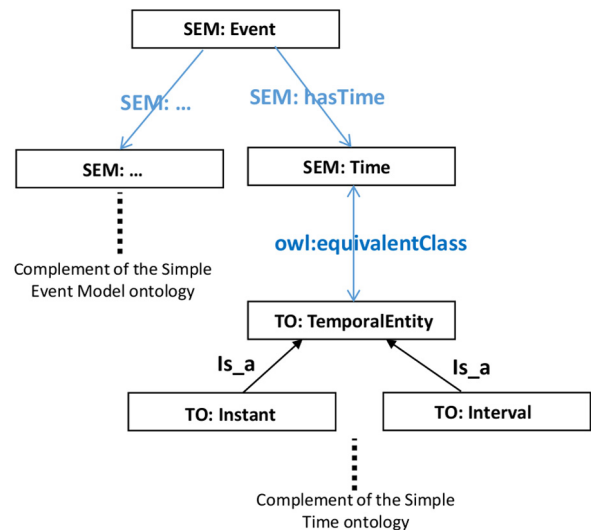 SEM: Event
SEM: ...
SEM: hasTime
SEM: ...
SEM: Time
owl:equivalentClass
Complement of the Simple
Event Model ontology
TO: TemporalEntity
Is_a
Is_a
TO: Instant
TO: Interval
Complement of the Simple
Time ontology